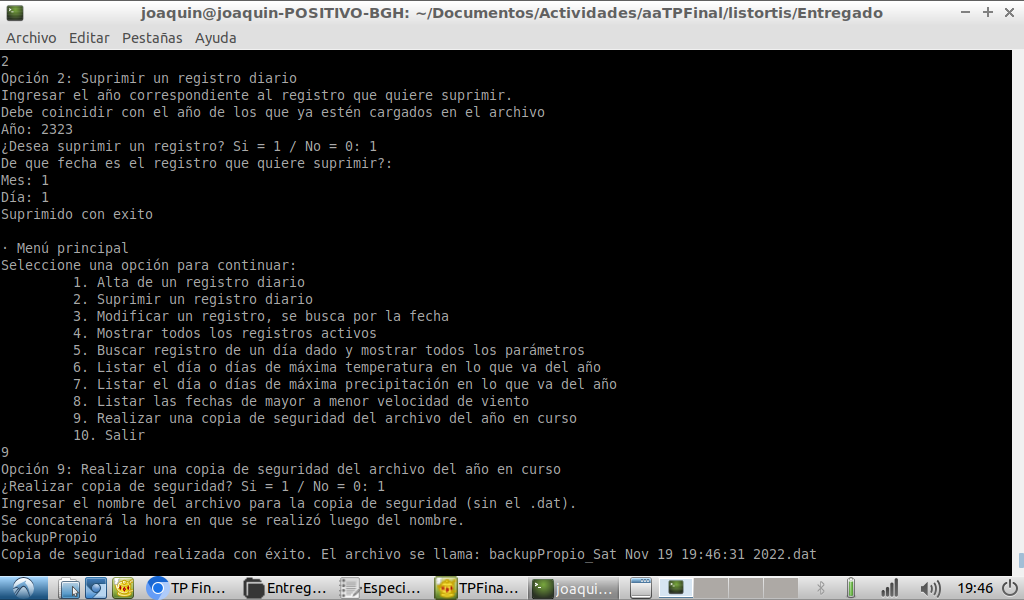 joaquin@joaquin-POSITIVO-BGH: ~/Documentos/Actividades/aaTPFinal/listortis/Entregado
Archivo Editar Pestañas Ayuda
2
Opción 2: Suprimir un registro diario
Ingresar el año correspondiente al registro que quiere suprimir.
Debe coincidir con el año de los que ya estén cargados en el archivo
Año: 2323
¿Desea suprimir un registro? Si = 1 / No = 0: 1
De que fecha es el registro que quiere suprimir?:
Mes: 1
Día: 1
Suprimido con exito
· Menú principal
Seleccione una opción para continuar:
1. Alta de un registro diario
2. Suprimir un registro diario
3. Modificar un registro, se busca por la fecha
4. Mostrar todos los registros activos
5. Buscar registro de un día dado y mostrar todos los parámetros
6. Listar el día o días de máxima temperatura en lo que va del año
7. Listar el día o días de máxima precipitación en lo que va del año
8. Listar las fechas de mayor a menor velocidad de viento
9. Realizar una copia de seguridad del archivo del año en curso
10. Salir
9
Opción 9: Realizar una copia de seguridad del archivo del año en curso
¿Realizar copia de seguridad? Si = 1 / No = 0: 1
Ingresar el nombre del archivo para la copia de seguridad (sin el .dat).
Se concatenará la hora en que se realizó luego del nombre.
backupPropio
Copia de seguridad realizada con éxito. El archivo se llama: backupPropio_Sat Nov 19 19:46:31 2022.dat
TP Fin... Entreg... Especi... TPFina... joaqui... 19:46